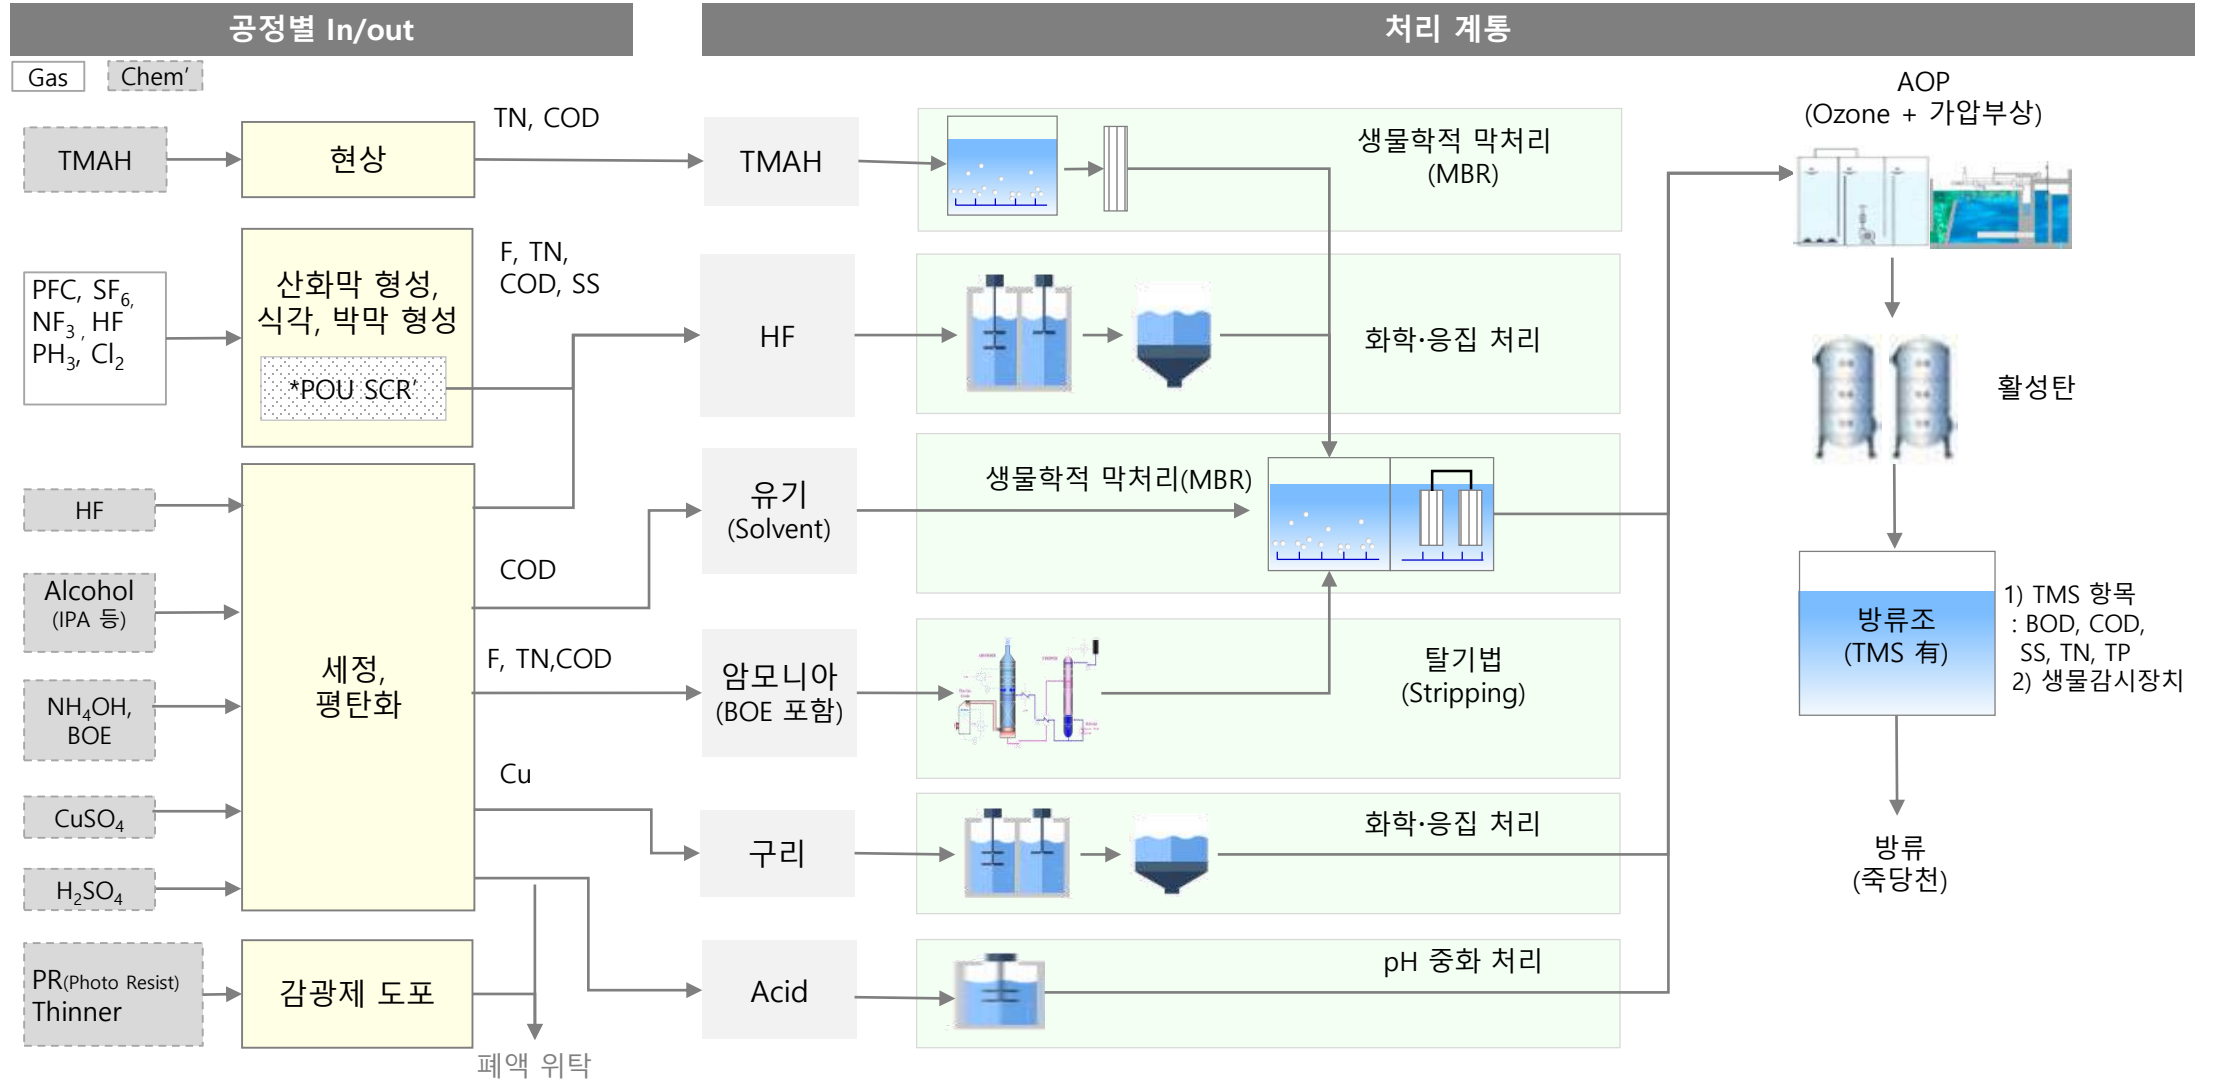 공정별 In/out
처리 계통
Gas
Chem'
TMAH
현상
TN, COD
TMAH
생물학적 막처리
(MBR)
PFC, SF6,
NF3 , HF
PH3, Cl2
산화막 형성,
식각, 박막 형성
*POU SCR'
F, TN,
COD, SS
HF
화학·응집 처리
HF
Alcohol
(IPA 등)
NH4OH,
BOE
CuSO4
H2SO4
세정,
평탄화
COD
유기
(Solvent)
생물학적 막처리(MBR)
F, TN,COD
암모니아
(BOE 포함)
탈기법
(Stripping)
Cu
구리
화학·응집 처리
PR(Photo Resist)
Thinner
감광제 도포
폐액 위탁
Acid
pH 중화 처리
AOP
(Ozone + 가압부상)
활성탄
방류조
(TMS 有)
1) TMS 항목
: BOD, COD,
SS, TN, TP
2) 생물감시장치
방류
(죽당천)